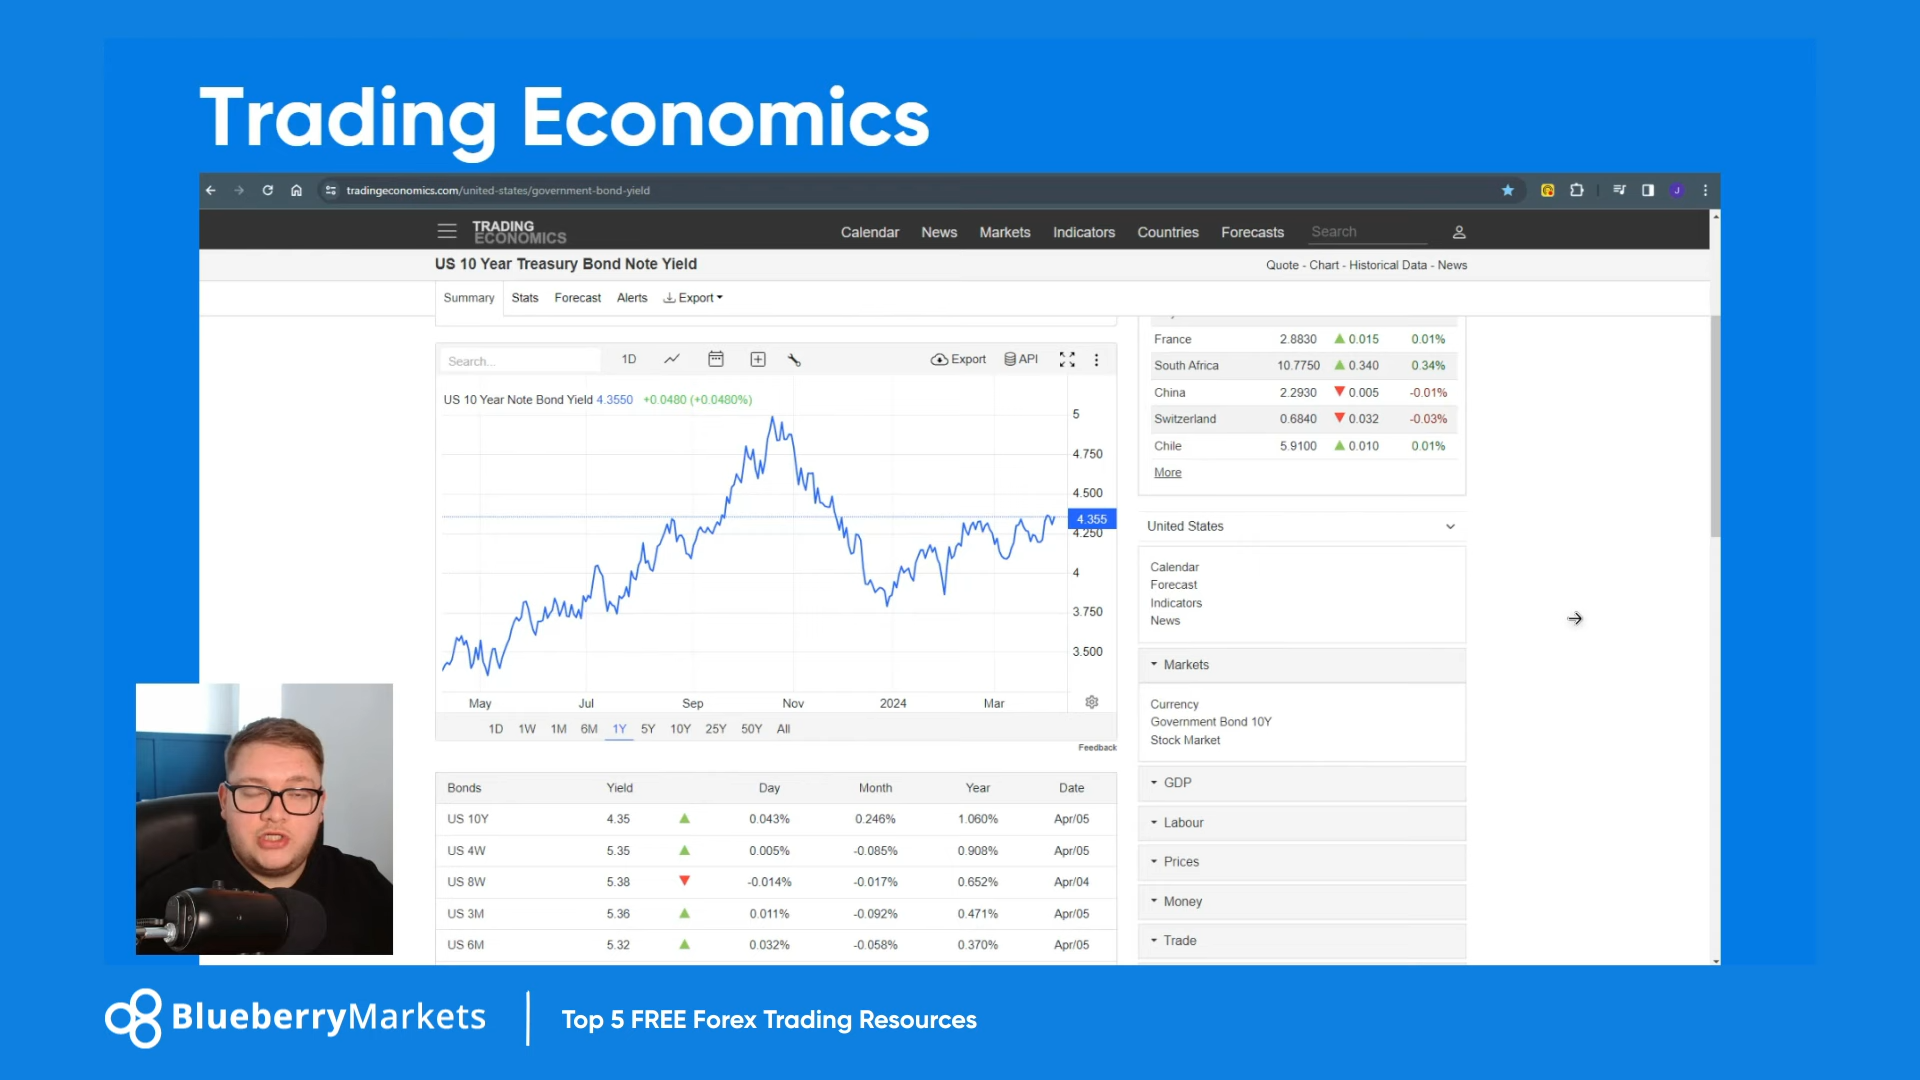 Trading Economics
tradingeconomics.com/united-states/government-bond-yield
J
TRADING
ECONOMICS
Calendar News Markets Indicators Countries Forecasts Search
US 10 Year Treasury Bond Note Yield
Quote - Chart - Historical Data - News
Summary Stats Forecast Alerts Export
Search... 1D Export API
US 10 Year Note Bond Yield 4.3550 +0.0480 (+0.0480%)
5
4.750
4.500
4.355
4.250
4
3.750
3.500
May Jul Sep Nov 2024 Mar
1D 1W 1M 6M 1Y 5Y 10Y 25Y 50Y All
Feedback
Bonds Yield Day Month Year Date
US 10Y 4.35 0.043% 0.246% 1.060% Apr/05
US 4W 5.35 0.005% -0.085% 0.908% Apr/05
US 8W 5.38 -0.014% -0.017% 0.652% Apr/04
US 3M 5.36 0.011% -0.092% 0.471% Apr/05
US 6M 5.32 0.032% -0.058% 0.370% Apr/05
France 2.8830 0.015 0.01%
South Africa 10.7750 0.340 0.34%
China 2.2930 0.005 -0.01%
Switzerland 0.6840 0.032 -0.03%
Chile 5.9100 0.010 0.01%
More
United States
Calendar
Forecast
Indicators
News
Markets
Currency
Government Bond 10Y
Stock Market
GDP
Labour
Prices
Money
Trade
BlueberryMarkets
Top 5 FREE Forex Trading Resources